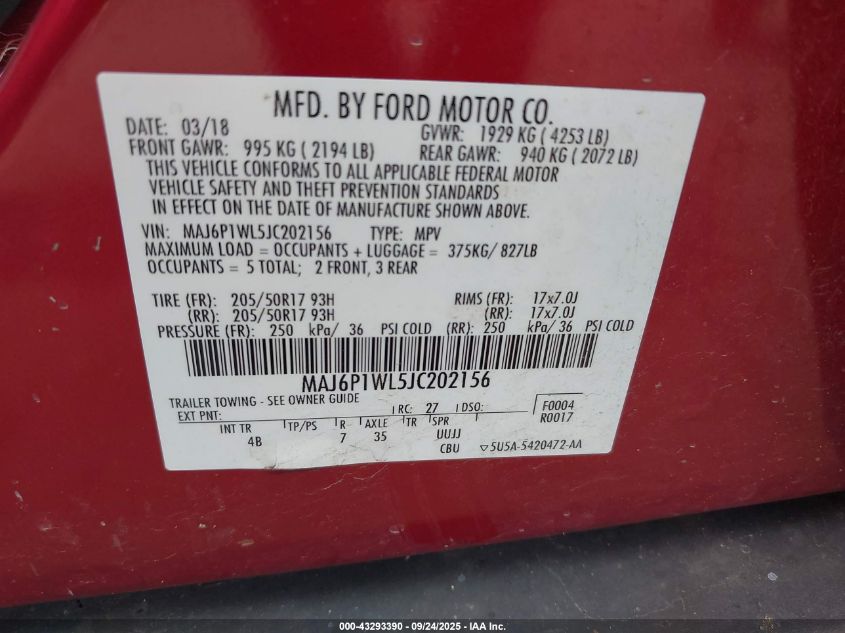 MFD. BY FORD MOTOR CO.
DATE: 03/18 GVWR: 1929 KG ( 4253 LB)
FRONT GAWR: 995 KG ( 2194 LB) REAR GAWR: 940 KG ( 2072 LB)
THIS VEHICLE CONFORMS TO ALL APPLICABLE FEDERAL MOTOR
VEHICLE SAFETY AND THEFT PREVENTION STANDARDS
IN EFFECT ON THE DATE OF MANUFACTURE SHOWN ABOVE.
VIN: MAJ6P1WL5JC202156 TYPE: MPV
MAXIMUM LOAD = OCCUPANTS + LUGGAGE = 375KG/ 827LB
OCCUPANTS = 5 TOTAL; 2 FRONT, 3 REAR
TIRE (FR): 205/50R17 93H RIMS (FR): 17x7.0J
(RR): 205/50R17 93H (RR): 17x7.0J
PRESSURE (FR): 250 kPa/ 36 PSI COLD (RR): 250 kPa/ 36 PSI COLD
MAJ6P1WL5JC202156
TRAILER TOWING - SEE OWNER GUIDE
EXT PNT: RC: 27 DSO: F0004
R0017
INT TR TP/PS R AXLE TR SPR
4B 7 35 UUJJ
CBU 5U5A-5420472-AA
000-43293390 - 09/24/2025 - IAA Inc.